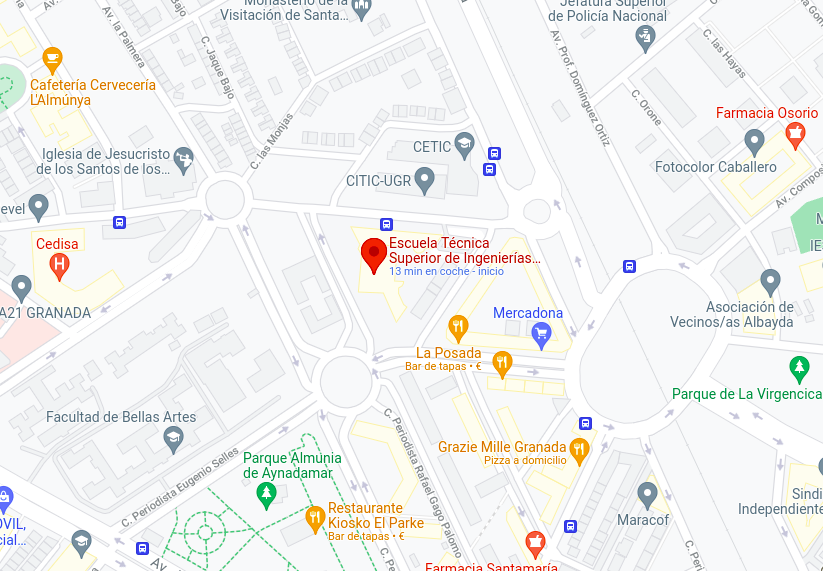 Monasterio de la
Visitación de Santa...
Jefatura Superior
de Policía Nacional
Av. la Palmera
C. Jaque Bajo
Av. Prof. Domínguez Ortiz
C. las Hayas
Cafetería Cervecería
L'Almúnya
C. Orone
Farmacia Osorio
C. las Monjas
CETIC
Iglesia de Jesucristo
de los Santos de los...
Fotocolor Caballero
CITIC-UGR
Av. Compos
evel
M
IE
Cedisa
H
Escuela Técnica
Superior de Ingenierías...
13 min en coche - inicio
A21 GRANADA
Mercadona
Asociación de
Vecinos/as Albayda
La Posada
Bar de tapas • €
Parque de La Virgencica
Facultad de Bellas Artes
C. Periodista Rafael Gago Palomo
Grazie Mille Granada
Pizza a domicilio
Parque Almunia
de Aynadamar
C. Periodista Eugenio Selles
Restaurante
Kiosko El Parke
Bar de tapas • €
Maracof
Sindi
Independiente
OVIL,
cial...
Av.
C. Pe
C. Peri
Farmacia Santamaría